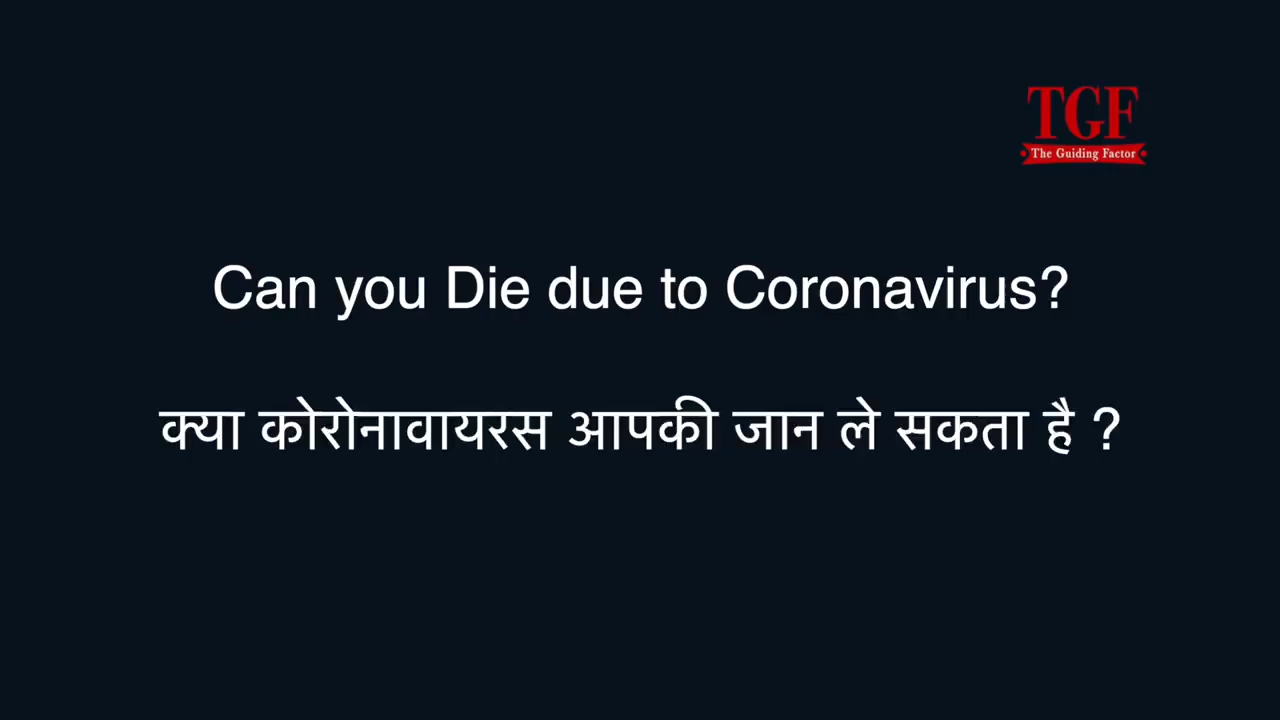 TGF
The Guiding Factor
Can you Die due to Coronavirus?
क्या कोरोनावायरस आपकी जान ले सकता है ?